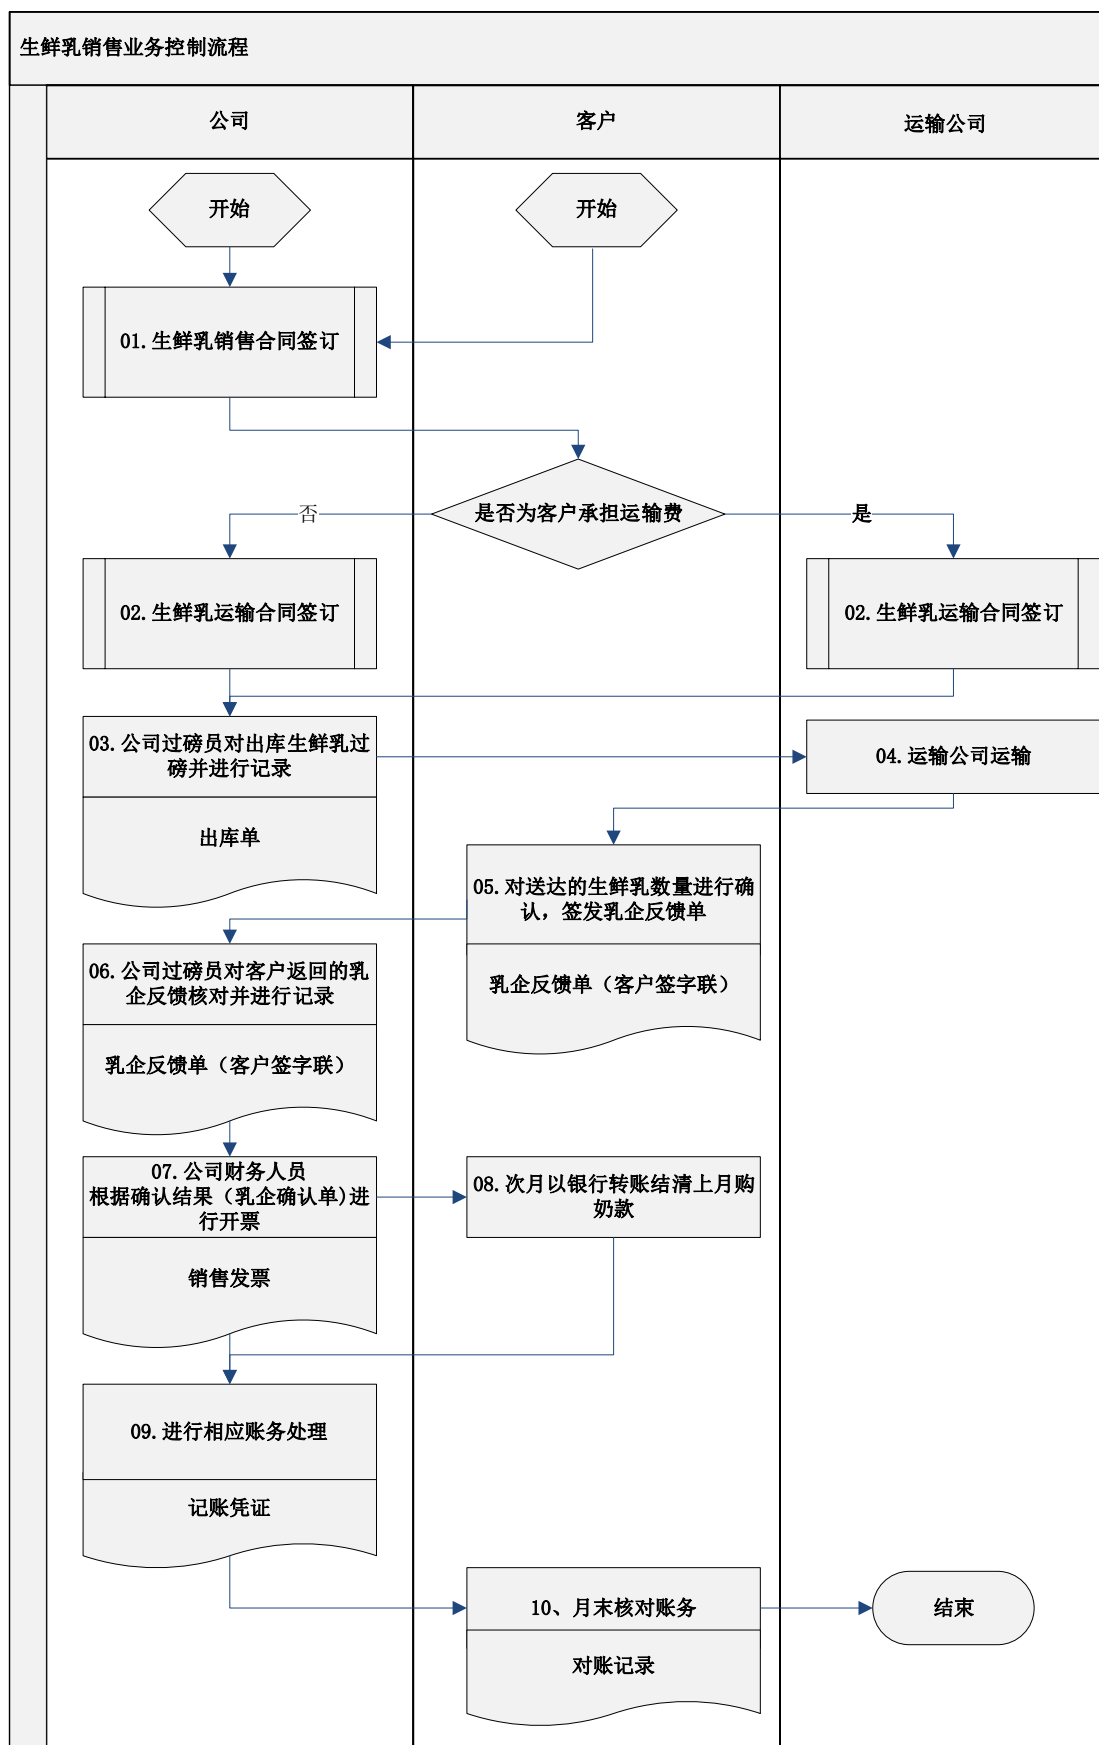 生鲜乳销售业务控制流程
公司
客户
运输公司
开始
开始
01.生鲜乳销售合同签订
是否为客户承担运输费
否
是
02.生鲜乳运输合同签订
02.生鲜乳运输合同签订
03.公司过磅员对出库生鲜乳过
磅并进行记录
出库单
04.运输公司运输
05.对送达的生鲜乳数量进行确
认，签发乳企反馈单
乳企反馈单（客户签字联）
06.公司过磅员对客户返回的乳
企反馈核对并进行记录
乳企反馈单（客户签字联）
07.公司财务人员
根据确认结果（乳企确认单)进
行开票
销售发票
08.次月以银行转账结清上月购
奶款
09.进行相应账务处理
记账凭证
10、月末核对账务
对账记录
结束